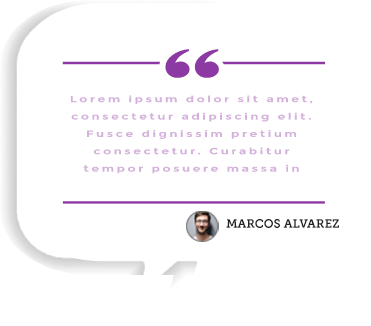 Lorem ipsum dolor sit amet,
consectetur adipiscing elit.
Fusce dignissim pretium
consectetur. Curabitur
tempor posuere massa in
MARCOS ALVAREZ